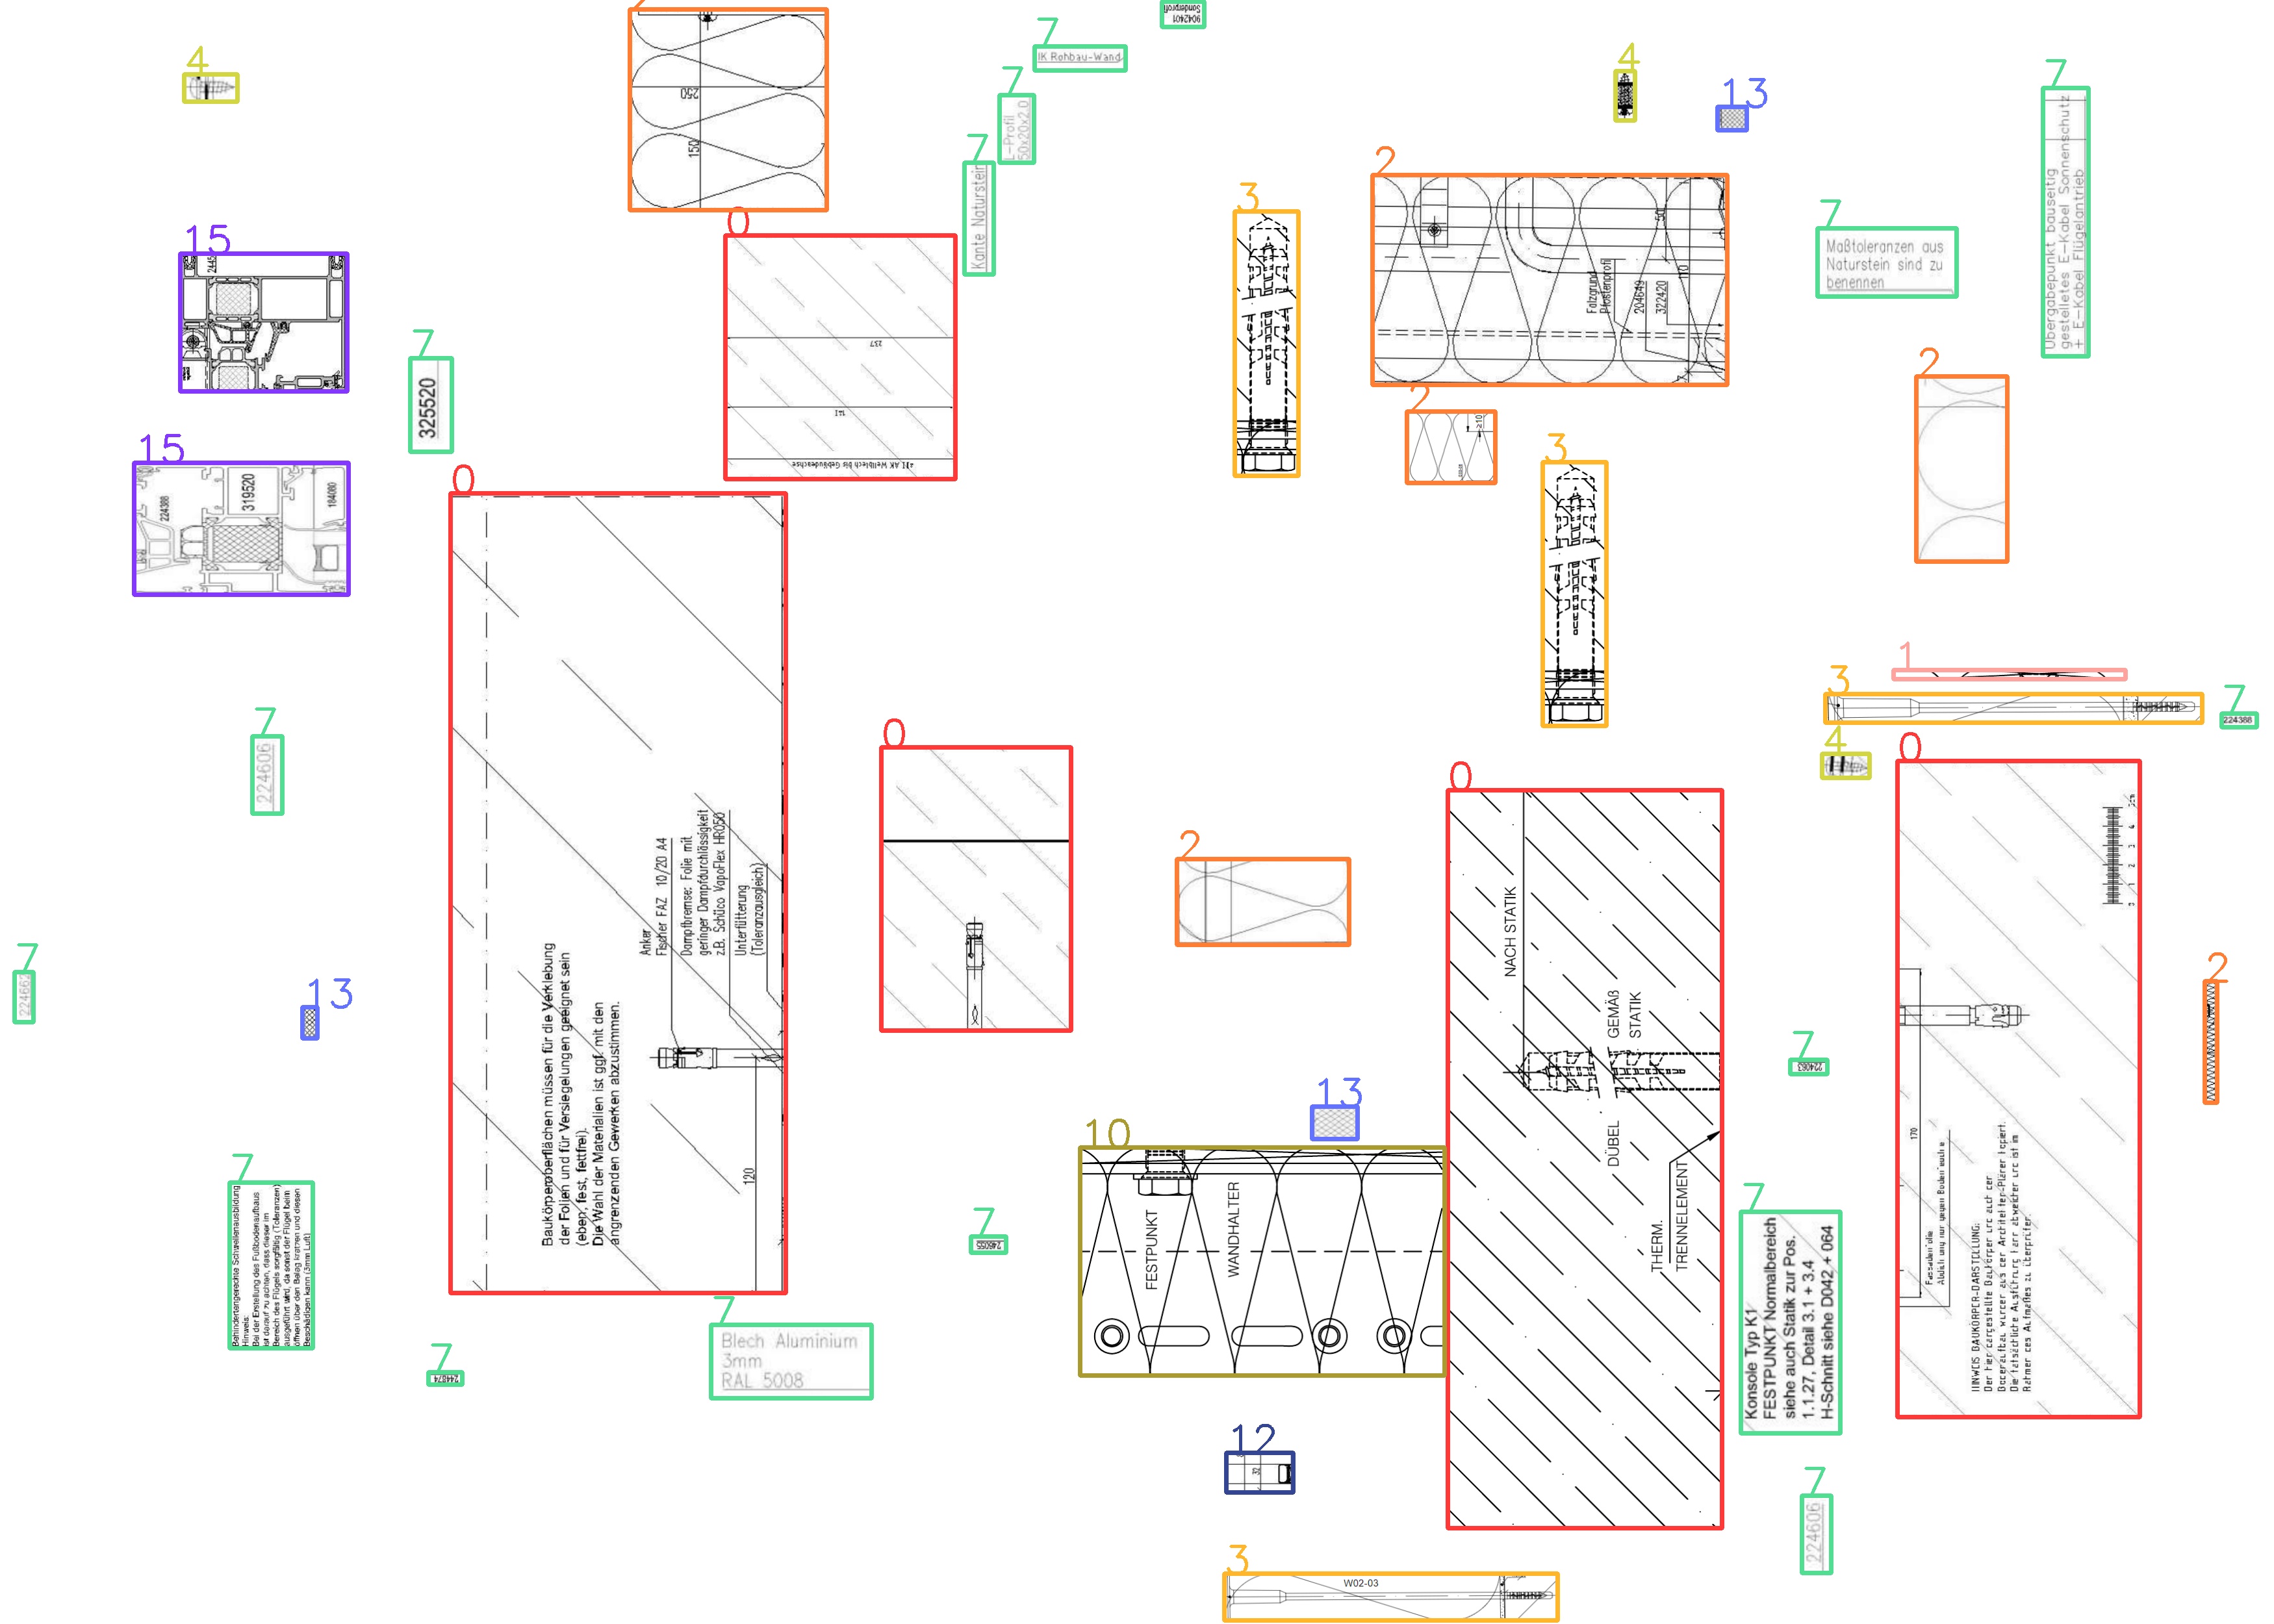 9042401
Sonderprofil
7
IK Rohbau-Wand
7
L-Profil
50x20x2.0
7
Kante Naturstein
4
4
13
7
Übergabepunkt bauseitig
gestelltetes E-Kabel Sonnenschutz
+ E-Kabel Flügelantrieb
250
150
2
50
170
Falzgrund
Pfostenprofil
204649
322420
3
7
Maßtoleranzen aus
Naturstein sind zu
benennen
15
2445
0
237
141
AK Wellblech bis Gebäudeachse
7
325520
2
≥10
2
15
224388
319520
184080
3
0
Anker
Fischer FAZ 10/20 A4
Dampfbremse: Folie mit
geringer Dampfdurchlässigkeit
z.B. Schüco VapoFlex HR050
Unterfütterung
(Toleranzausgleich)
Baukörperoberflächen müssen für die Verklebung
der Folien und für Versiegelungen geeignet sein
(eben, fest, fettfrei).
Die Wahl der Materialien ist ggf. mit den
angrenzenden Gewerken abzustimmen.
120
1
3
7
224388
4
7
224606
0
2
0
NACH STATIK
GEMÄß
STATIK
DÜBEL
THERM.
TRENNELEMENT
0
170
Fassadenfolie
HINWEIS BAUKÖRPER-DARSTELLUNG:
7
13
2
7
224063
13
10
FESTPUNKT
WANDHALTER
7
246055
7
Behindertengerechte Schwellenausbildung
Hinweis:
Bei der Erstellung des Fußbodenaufbaus
ist darauf zu achten, dass dieser im
Bereich des Flügels sorgfältig (Toleranzen)
ausgeführt wird, da sonst der Flügel beim
öffnen über den Belag kratzen und diesen
Beschädigen kann (3mm Luft)
7
Konsole Typ K1
FESTPUNKT Normalbereich
siehe auch Statik zur Pos.
1.1.27, Detail 3.1 + 3.4
H-Schnitt siehe D042 + 064
7
244874
7
Blech Aluminium
3mm
RAL 5008
12
32
7
224606
3
W02-03